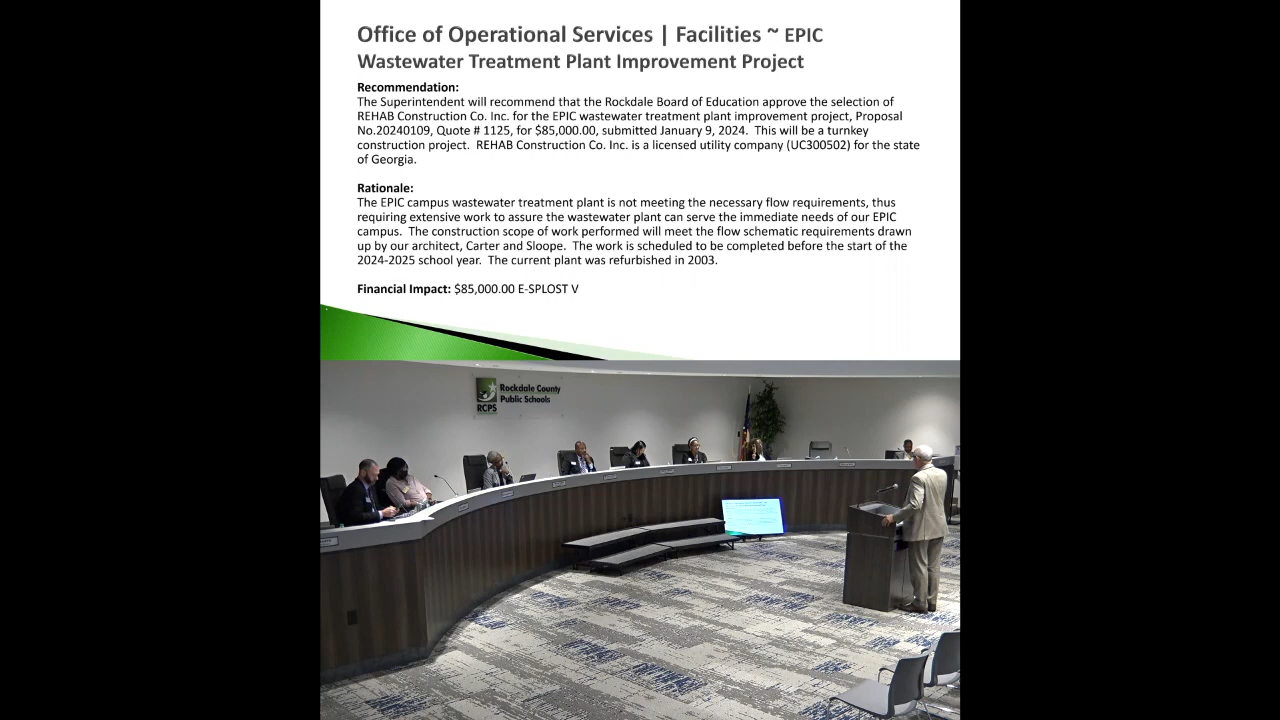 Office of Operational Services | Facilities ~ EPIC
Wastewater Treatment Plant Improvement Project
Recommendation:
The Superintendent will recommend that the Rockdale Board of Education approve the selection of
REHAB Construction Co. Inc. for the EPIC wastewater treatment plant improvement project, Proposal
No.20240109, Quote # 1125, for $85,000.00, submitted January 9, 2024.  This will be a turnkey
construction project.  REHAB Construction Co. Inc. is a licensed utility company (UC300502) for the state
of Georgia.
Rationale:
The EPIC campus wastewater treatment plant is not meeting the necessary flow requirements, thus
requiring extensive work to assure the wastewater plant can serve the immediate needs of our EPIC
campus.  The construction scope of work performed will meet the flow schematic requirements drawn
up by our architect, Carter and Sloope.  The work is scheduled to be completed before the start of the
2024-2025 school year.  The current plant was refurbished in 2003.
Financial Impact: $85,000.00 E-SPLOST V
Rockdale County
Public Schools
RCPS